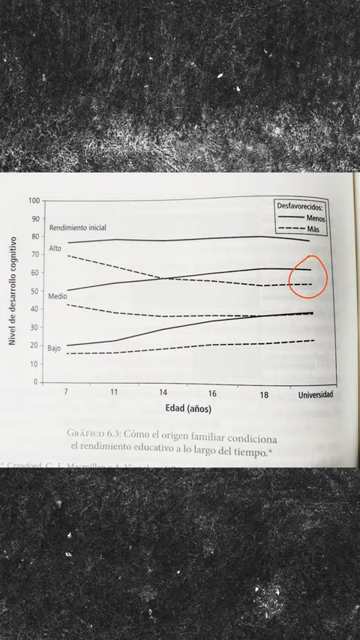 100
Desfavorecidos:
Menos
Más
90
Rendimiento inicial
80
Alto
70
60
50
Medio
40
30
20
Bajo
10
0
Nivel de desarrollo cognitivo
7 11 14 16 18 Universidad
Edad (años)
GRÁFICO 6.3: Cómo el origen familiar condiciona
el rendimiento educativo a lo largo del tiempo.*